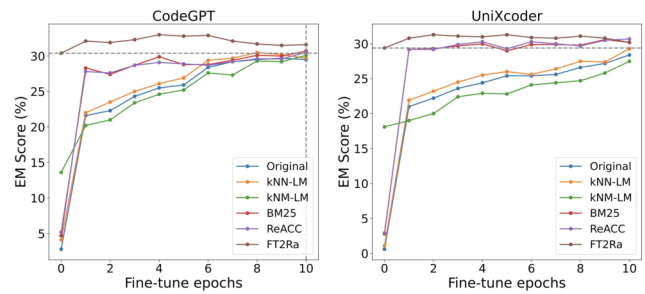 CodeGPT
EM Score (%)
30
25
20
15
10
5
0 2 4 6 8 10
Fine-tune epochs
Original
kNN-LM
kNM-LM
BM25
ReACC
FT2Ra
UniXcoder
EM Score (%)
30
25
20
15
10
5
0
0 2 4 6 8 10
Fine-tune epochs
Original
kNN-LM
kNM-LM
BM25
ReACC
FT2Ra